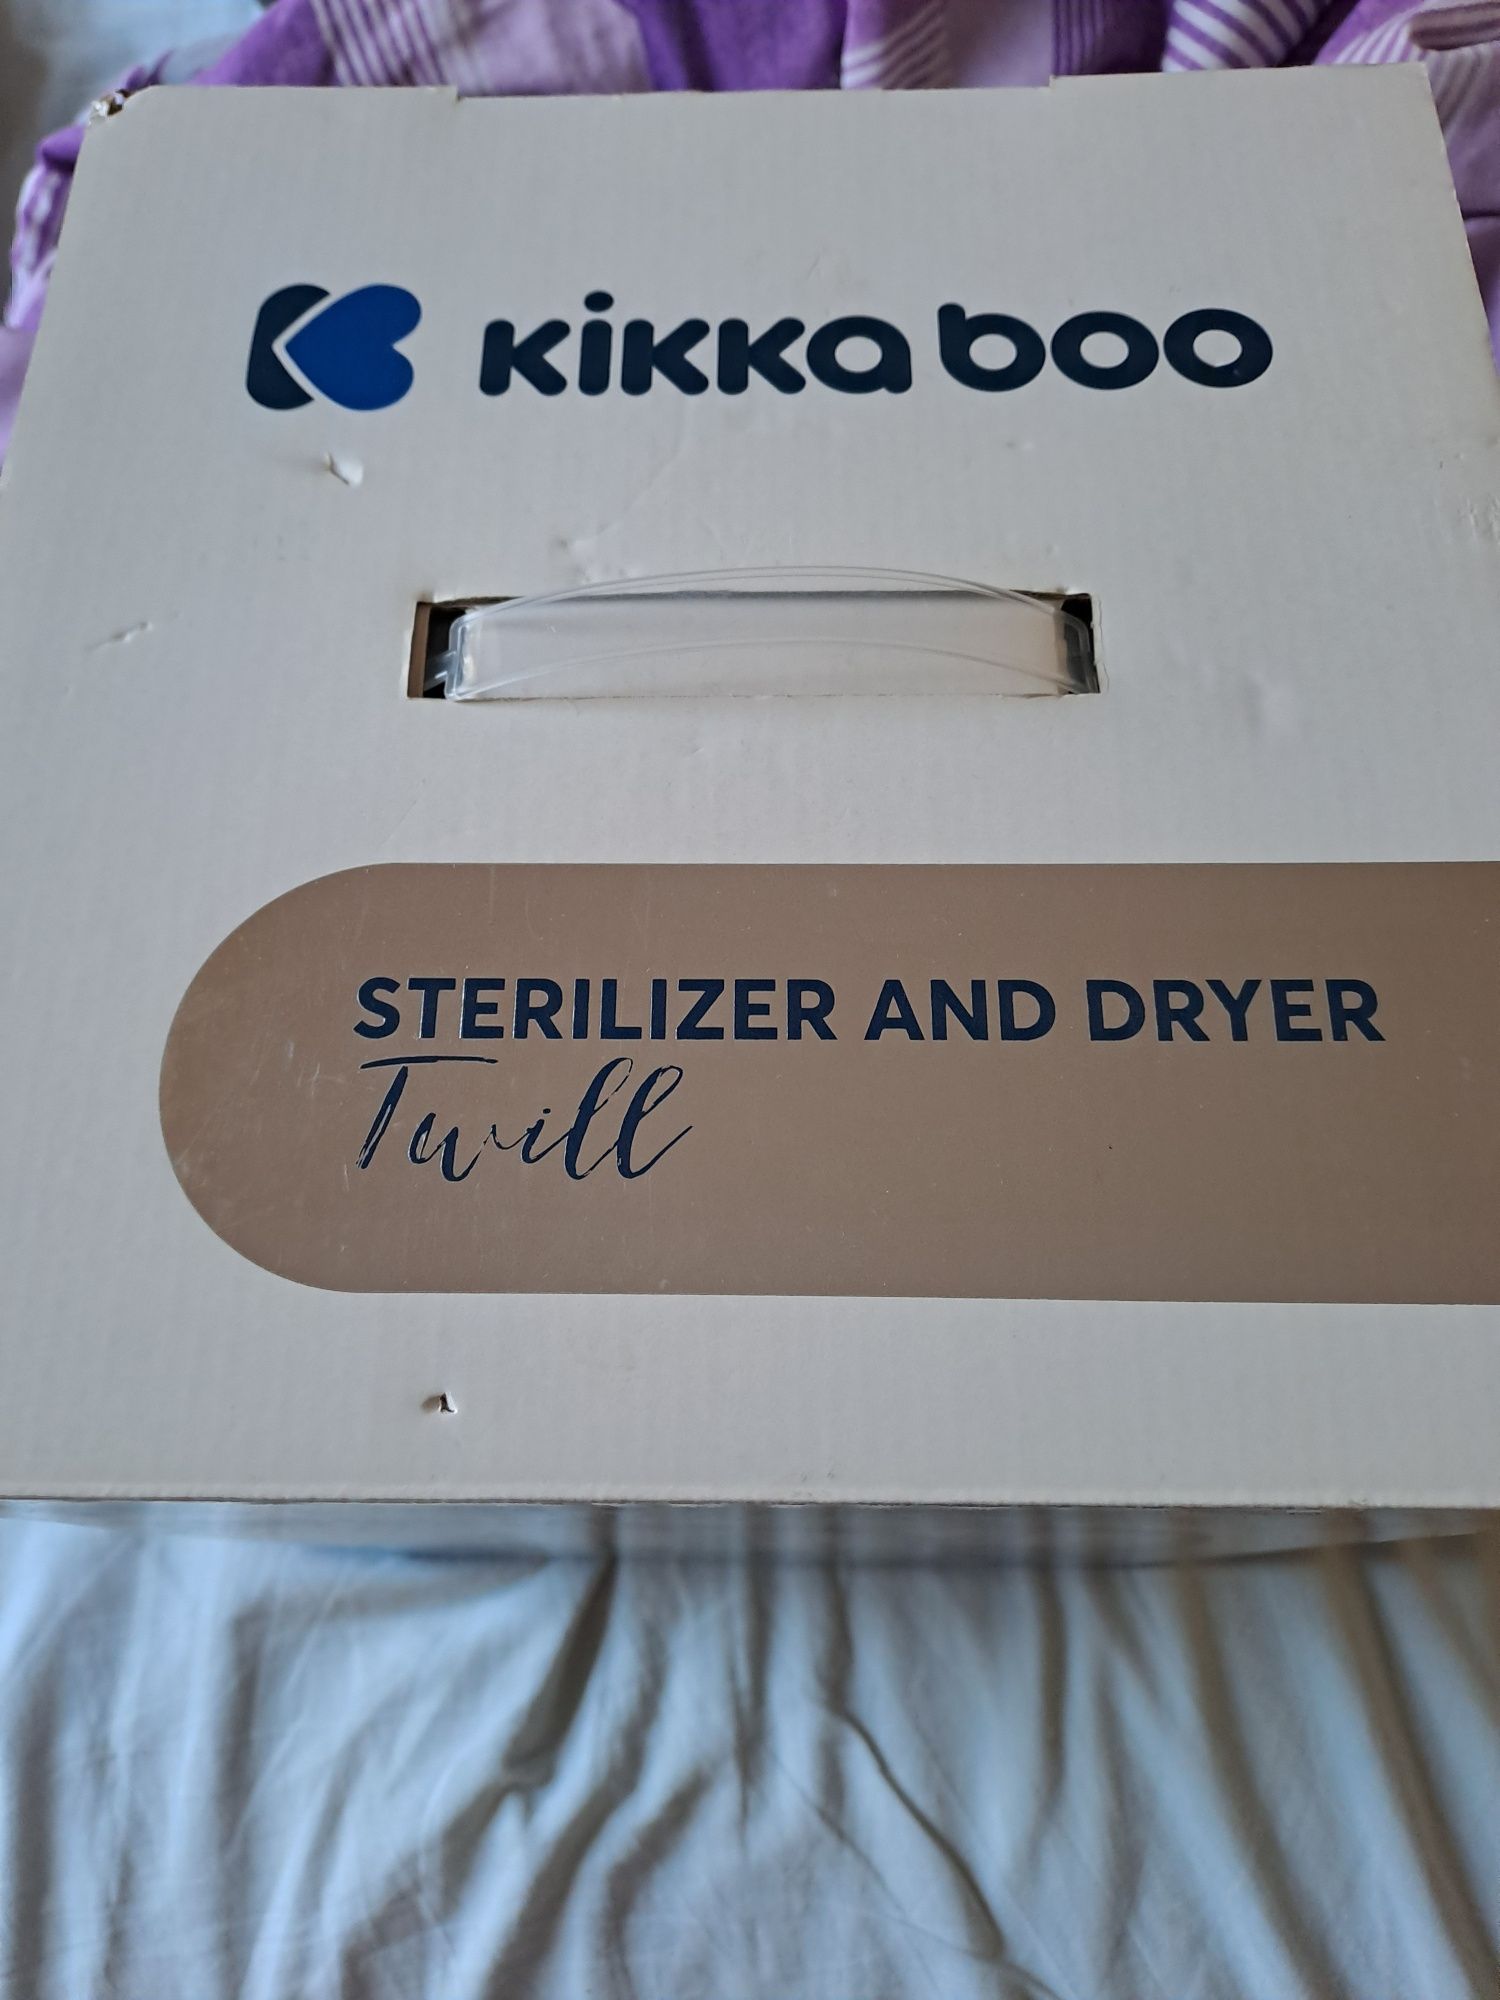 kikka boo
STERILIZER AND DRYER
Twill